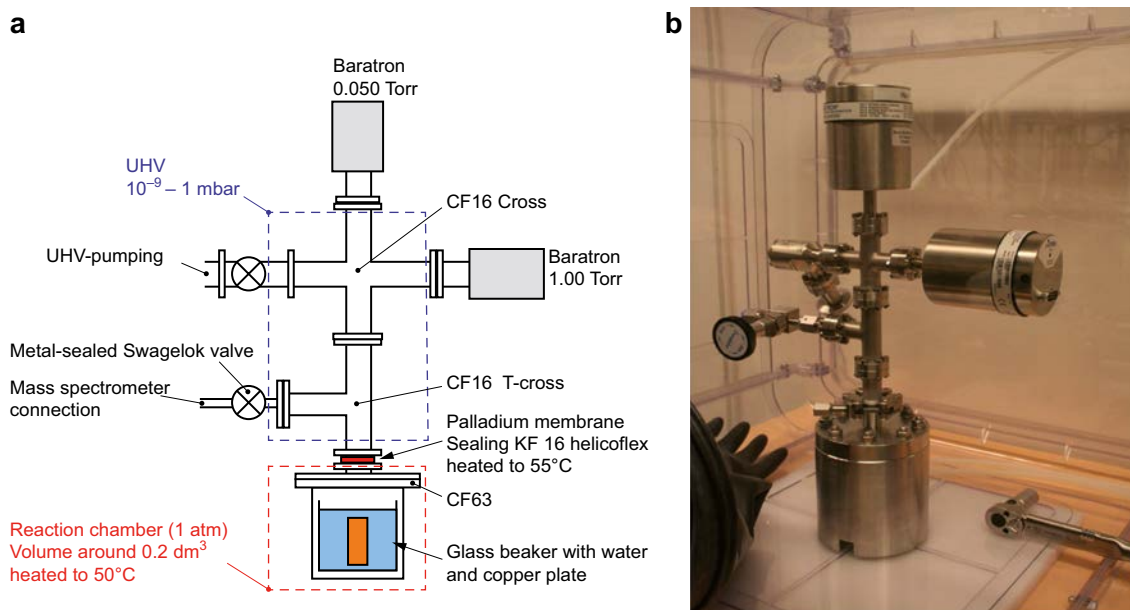 a
b
Baratron
0.050 Torr
UHV
10⁻⁹ – 1 mbar
CF16 Cross
UHV-pumping
Baratron
1.00 Torr
Metal-sealed Swagelok valve
Mass spectrometer
connection
CF16 T-cross
Palladium membrane
Sealing KF 16 helicoflex
heated to 55°C
CF63
Reaction chamber (1 atm)
Volume around 0.2 dm³
heated to 50°C
Glass beaker with water
and copper plate